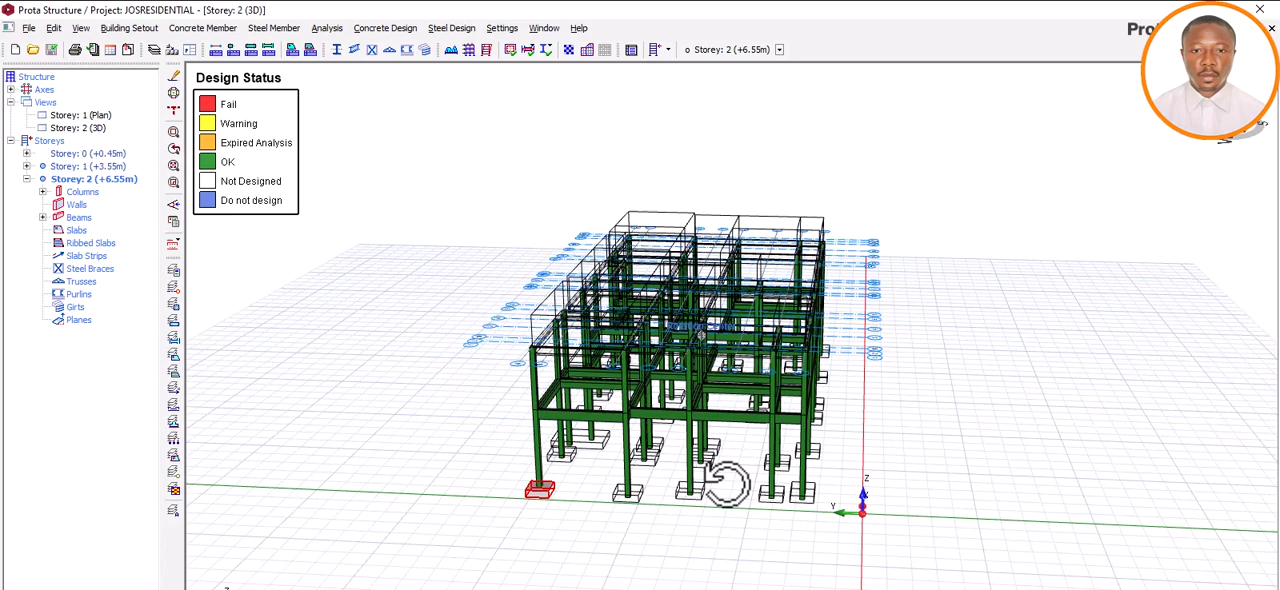 Prota Structure / Project: JOSRESIDENTIAL - [Storey: 2 (3D)]
File Edit View Building Setout Concrete Member Steel Member Analysis Concrete Design Steel Design Settings Window Help
Storey: 2 (+6.55m)
Structure
Axes
Views
Storey: 1 (Plan)
Storey: 2 (3D)
Storeys
Storey: 0 (+0.45m)
Storey: 1 (+3.55m)
Storey: 2 (+6.55m)
Columns
Walls
Beams
Slabs
Ribbed Slabs
Slab Strips
Steel Braces
Trusses
Purlins
Girts
Planes
Design Status
Fail
Warning
Expired Analysis
OK
Not Designed
Do not design
Z
Y